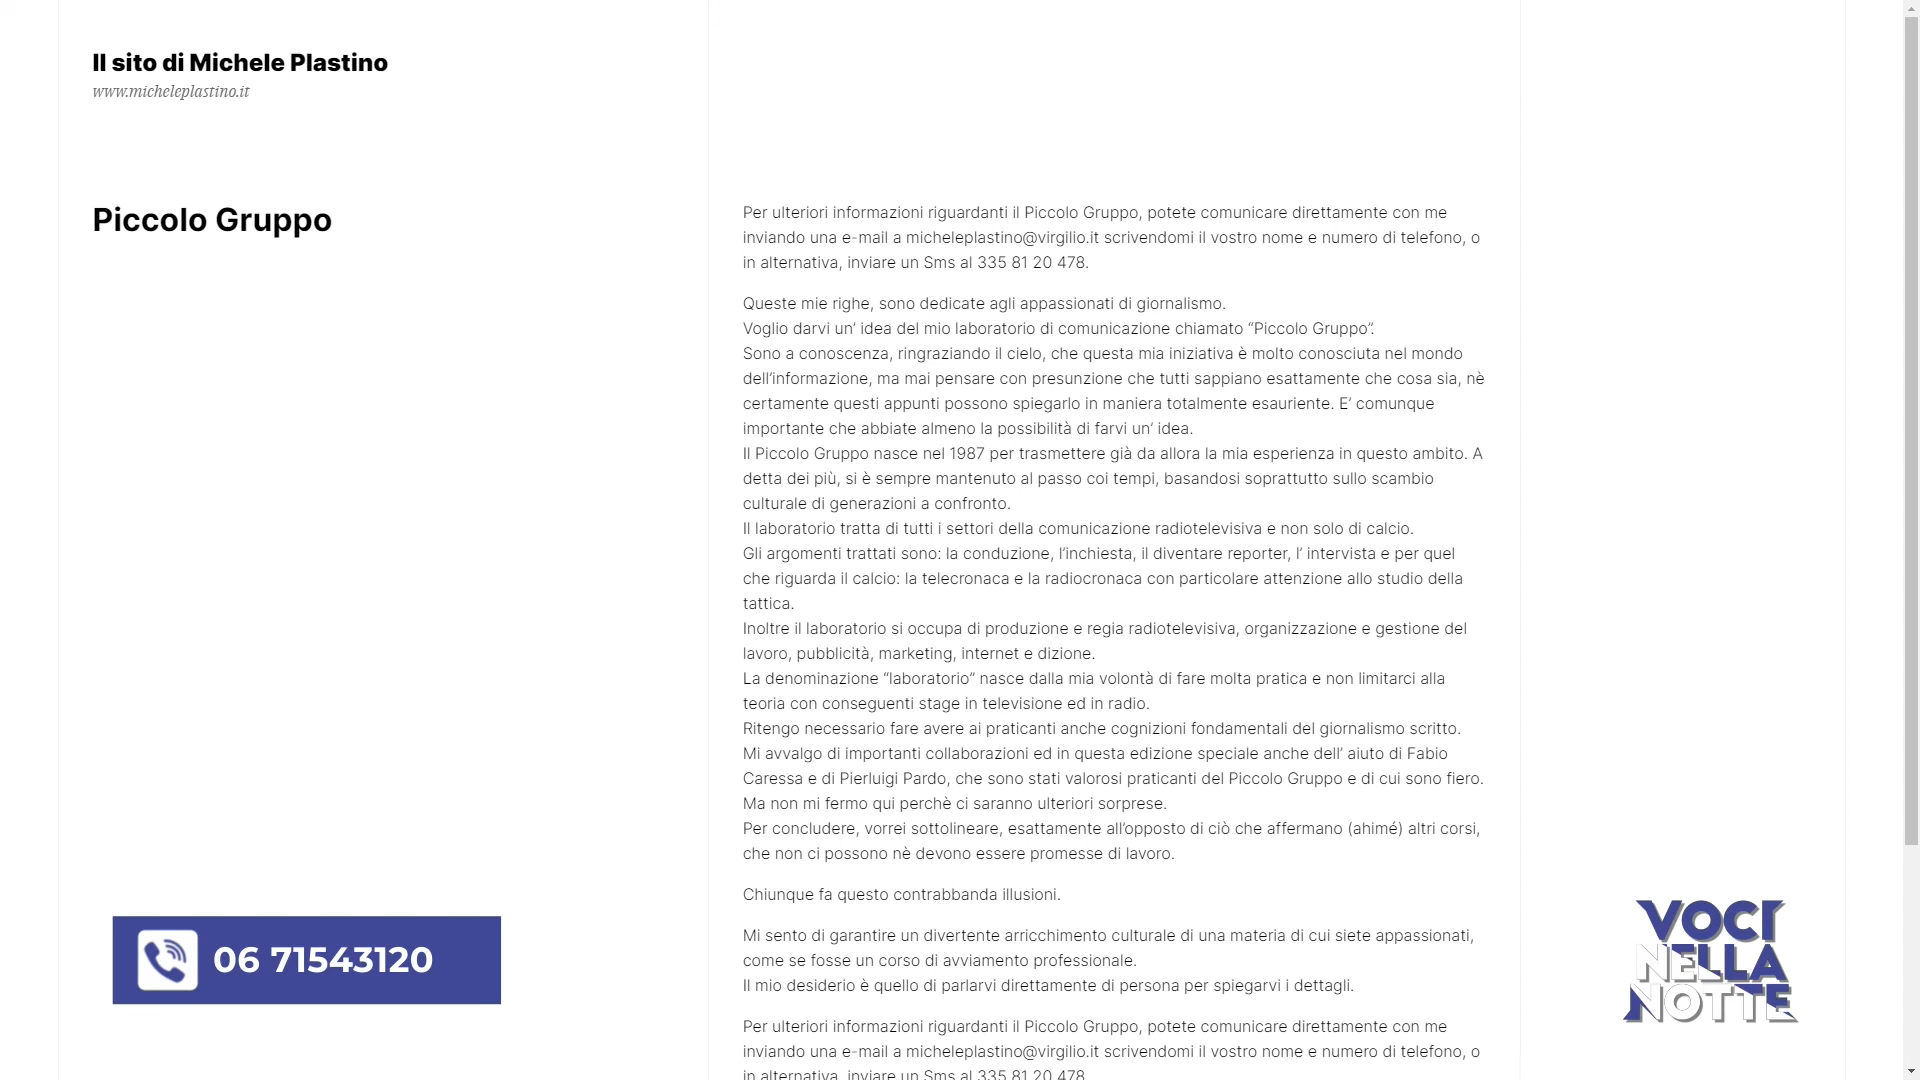 Il sito di Michele Plastino
www.micheleplastino.it
Piccolo Gruppo
Per ulteriori informazioni riguardanti il Piccolo Gruppo, potete comunicare direttamente con me
inviando una e-mail a micheleplastino@virgilio.it scrivendomi il vostro nome e numero di telefono, o
in alternativa, inviare un Sms al 335 81 20 478.
Queste mie righe, sono dedicate agli appassionati di giornalismo.
Voglio darvi un’ idea del mio laboratorio di comunicazione chiamato “Piccolo Gruppo”.
Sono a conoscenza, ringraziando il cielo, che questa mia iniziativa è molto conosciuta nel mondo
dell’informazione, ma mai pensare con presunzione che tutti sappiano esattamente che cosa sia, nè
certamente questi appunti possono spiegarlo in maniera totalmente esauriente. E’ comunque
importante che abbiate almeno la possibilità di farvi un’ idea.
Il Piccolo Gruppo nasce nel 1987 per trasmettere già da allora la mia esperienza in questo ambito. A
detta dei più, si è sempre mantenuto al passo coi tempi, basandosi soprattutto sullo scambio
culturale di generazioni a confronto.
Il laboratorio tratta di tutti i settori della comunicazione radiotelevisiva e non solo di calcio.
Gli argomenti trattati sono: la conduzione, l’inchiesta, il diventare reporter, l’ intervista e per quel
che riguarda il calcio: la telecronaca e la radiocronaca con particolare attenzione allo studio della
tattica.
Inoltre il laboratorio si occupa di produzione e regia radiotelevisiva, organizzazione e gestione del
lavoro, pubblicità, marketing, internet e dizione.
La denominazione “laboratorio” nasce dalla mia volontà di fare molta pratica e non limitarci alla
teoria con conseguenti stage in televisione ed in radio.
Ritengo necessario fare avere ai praticanti anche cognizioni fondamentali del giornalismo scritto.
Mi avvalgo di importanti collaborazioni ed in questa edizione speciale anche dell’ aiuto di Fabio
Caressa e di Pierluigi Pardo, che sono stati valorosi praticanti del Piccolo Gruppo e di cui sono fiero.
Ma non mi fermo qui perchè ci saranno ulteriori sorprese.
Per concludere, vorrei sottolineare, esattamente all’opposto di ciò che affermano (ahimé) altri corsi,
che non ci possono nè devono essere promesse di lavoro.
Chiunque fa questo contrabbanda illusioni.
Mi sento di garantire un divertente arricchimento culturale di una materia di cui siete appassionati,
come se fosse un corso di avviamento professionale.
Il mio desiderio è quello di parlarvi direttamente di persona per spiegarvi i dettagli.
Per ulteriori informazioni riguardanti il Piccolo Gruppo, potete comunicare direttamente con me
inviando una e-mail a micheleplastino@virgilio.it scrivendomi il vostro nome e numero di telefono, o
in alternativa, inviare un Sms al 335 81 20 478.
06 71543120
VOCI
NELLA
NOTTE